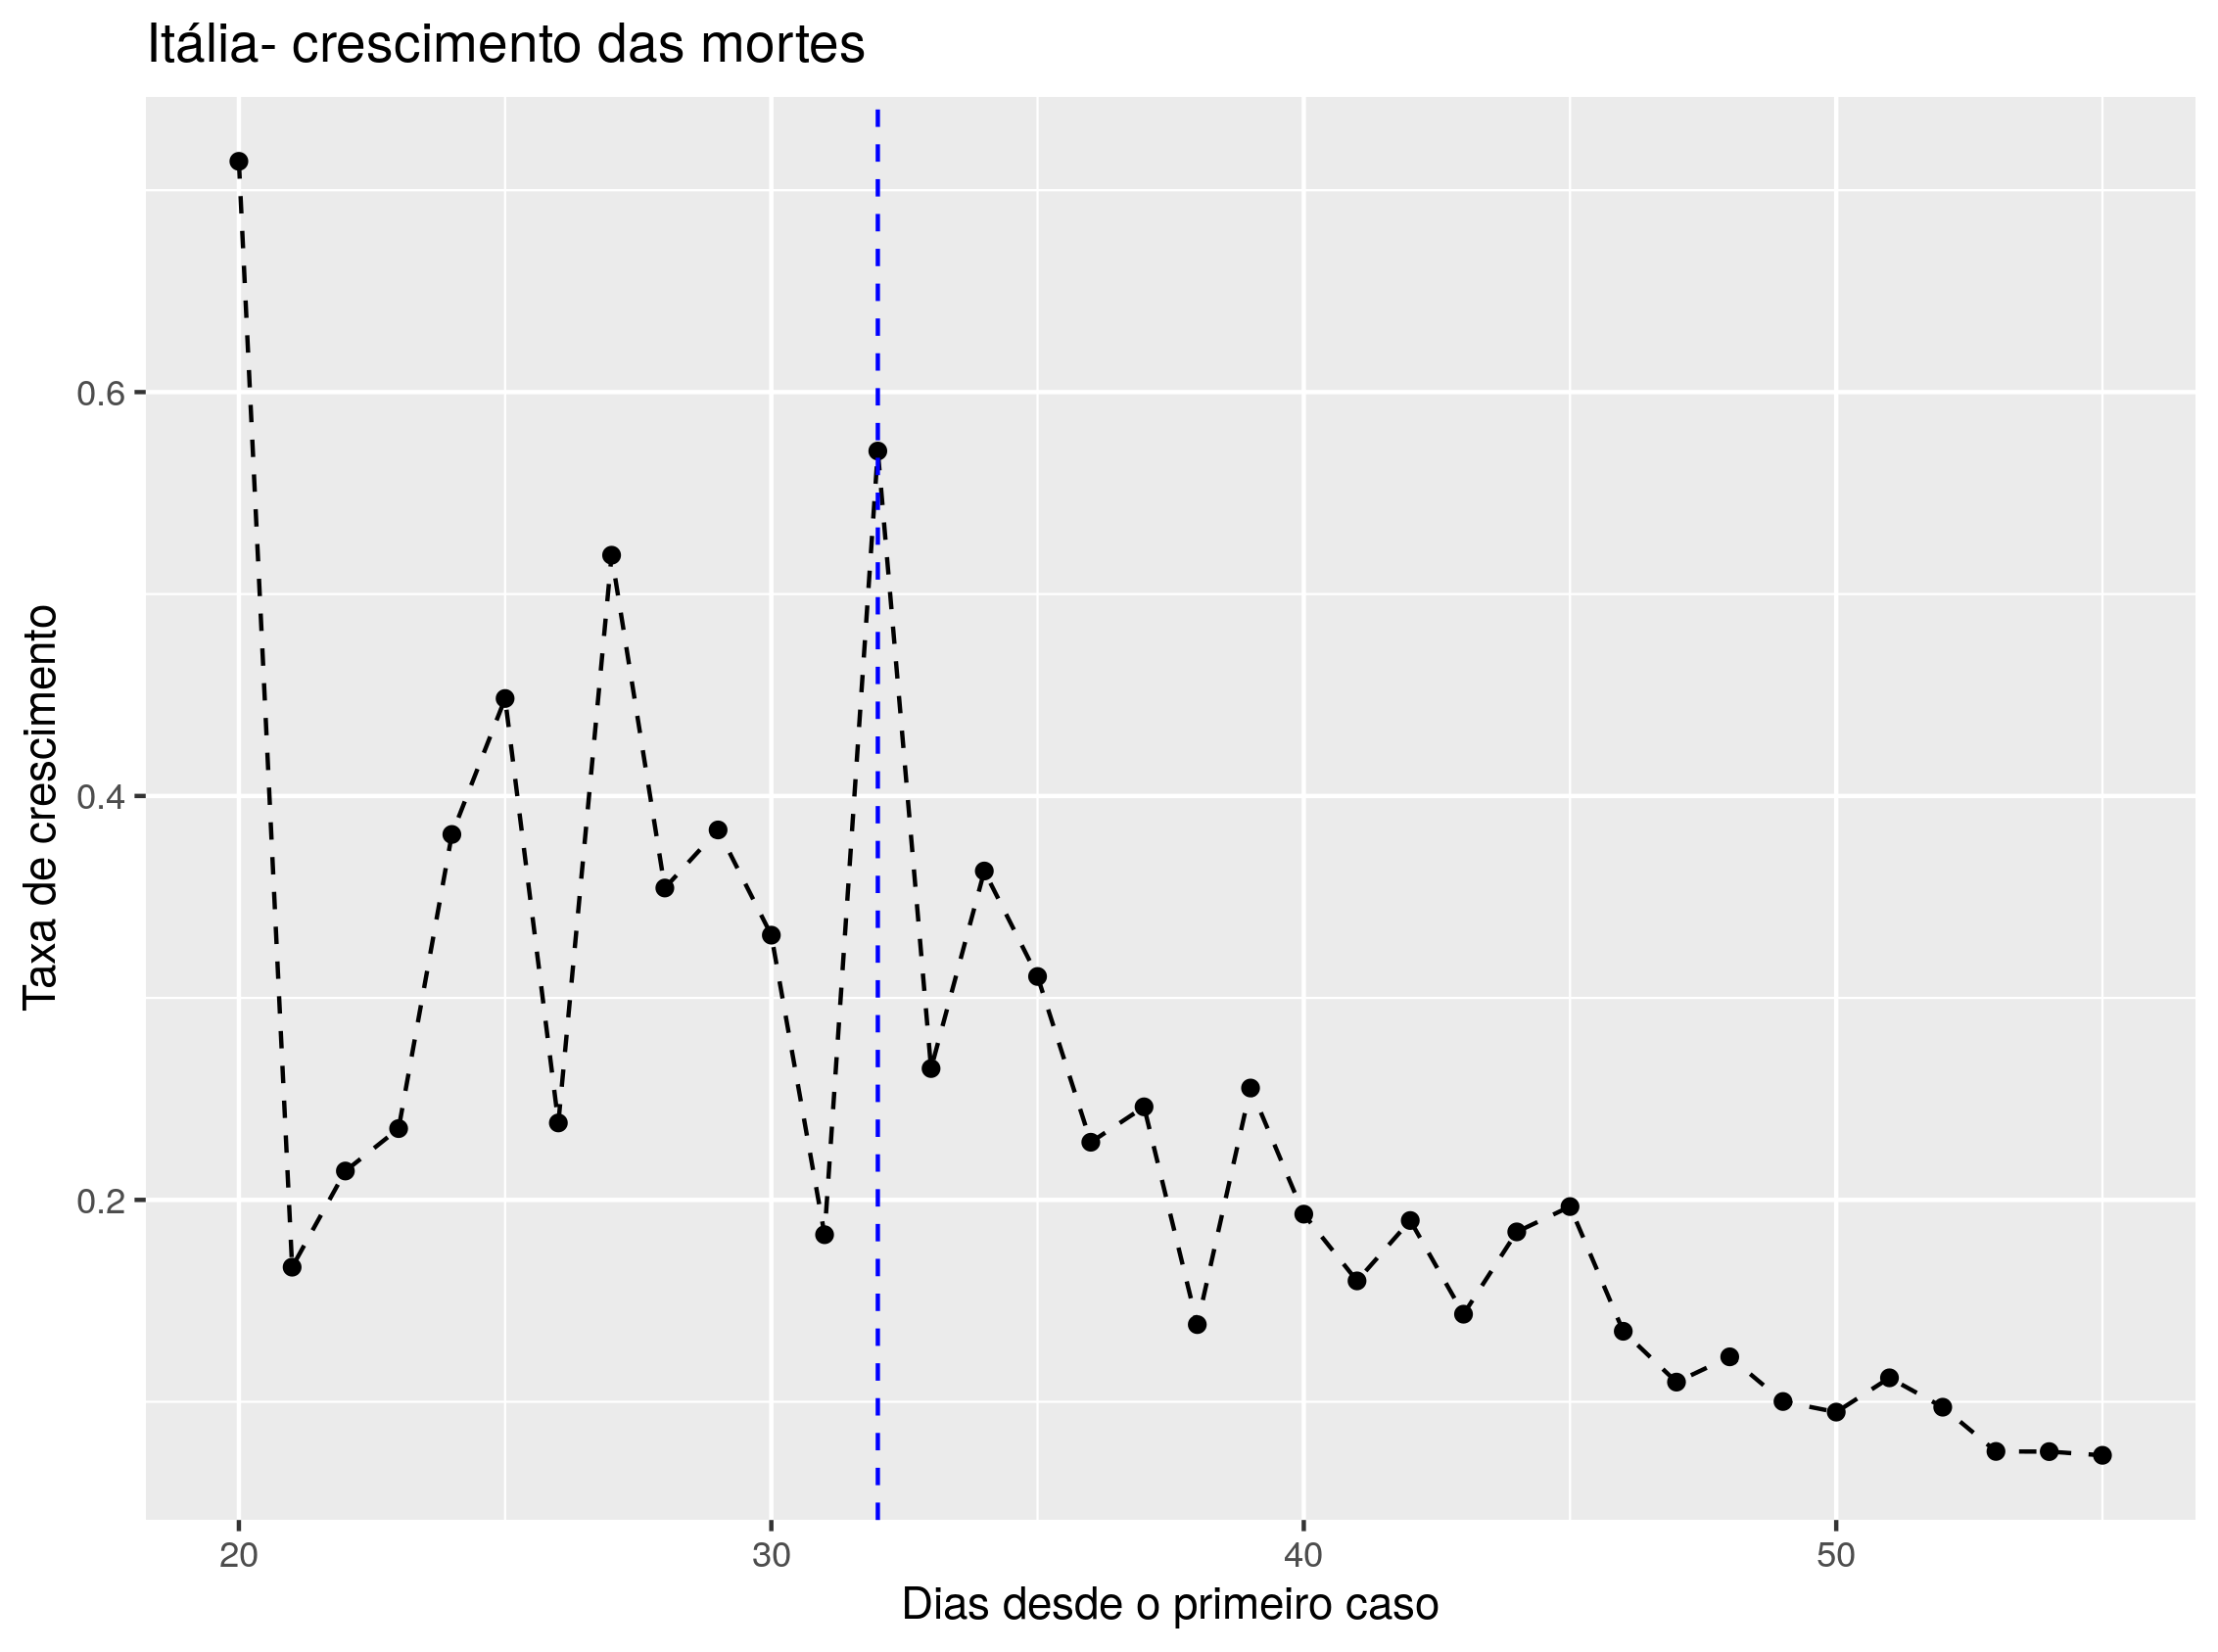 Itália- crescimento das mortes
Taxa de crescimento
0.6
0.4
0.2
20
30
40
50
Dias desde o primeiro caso